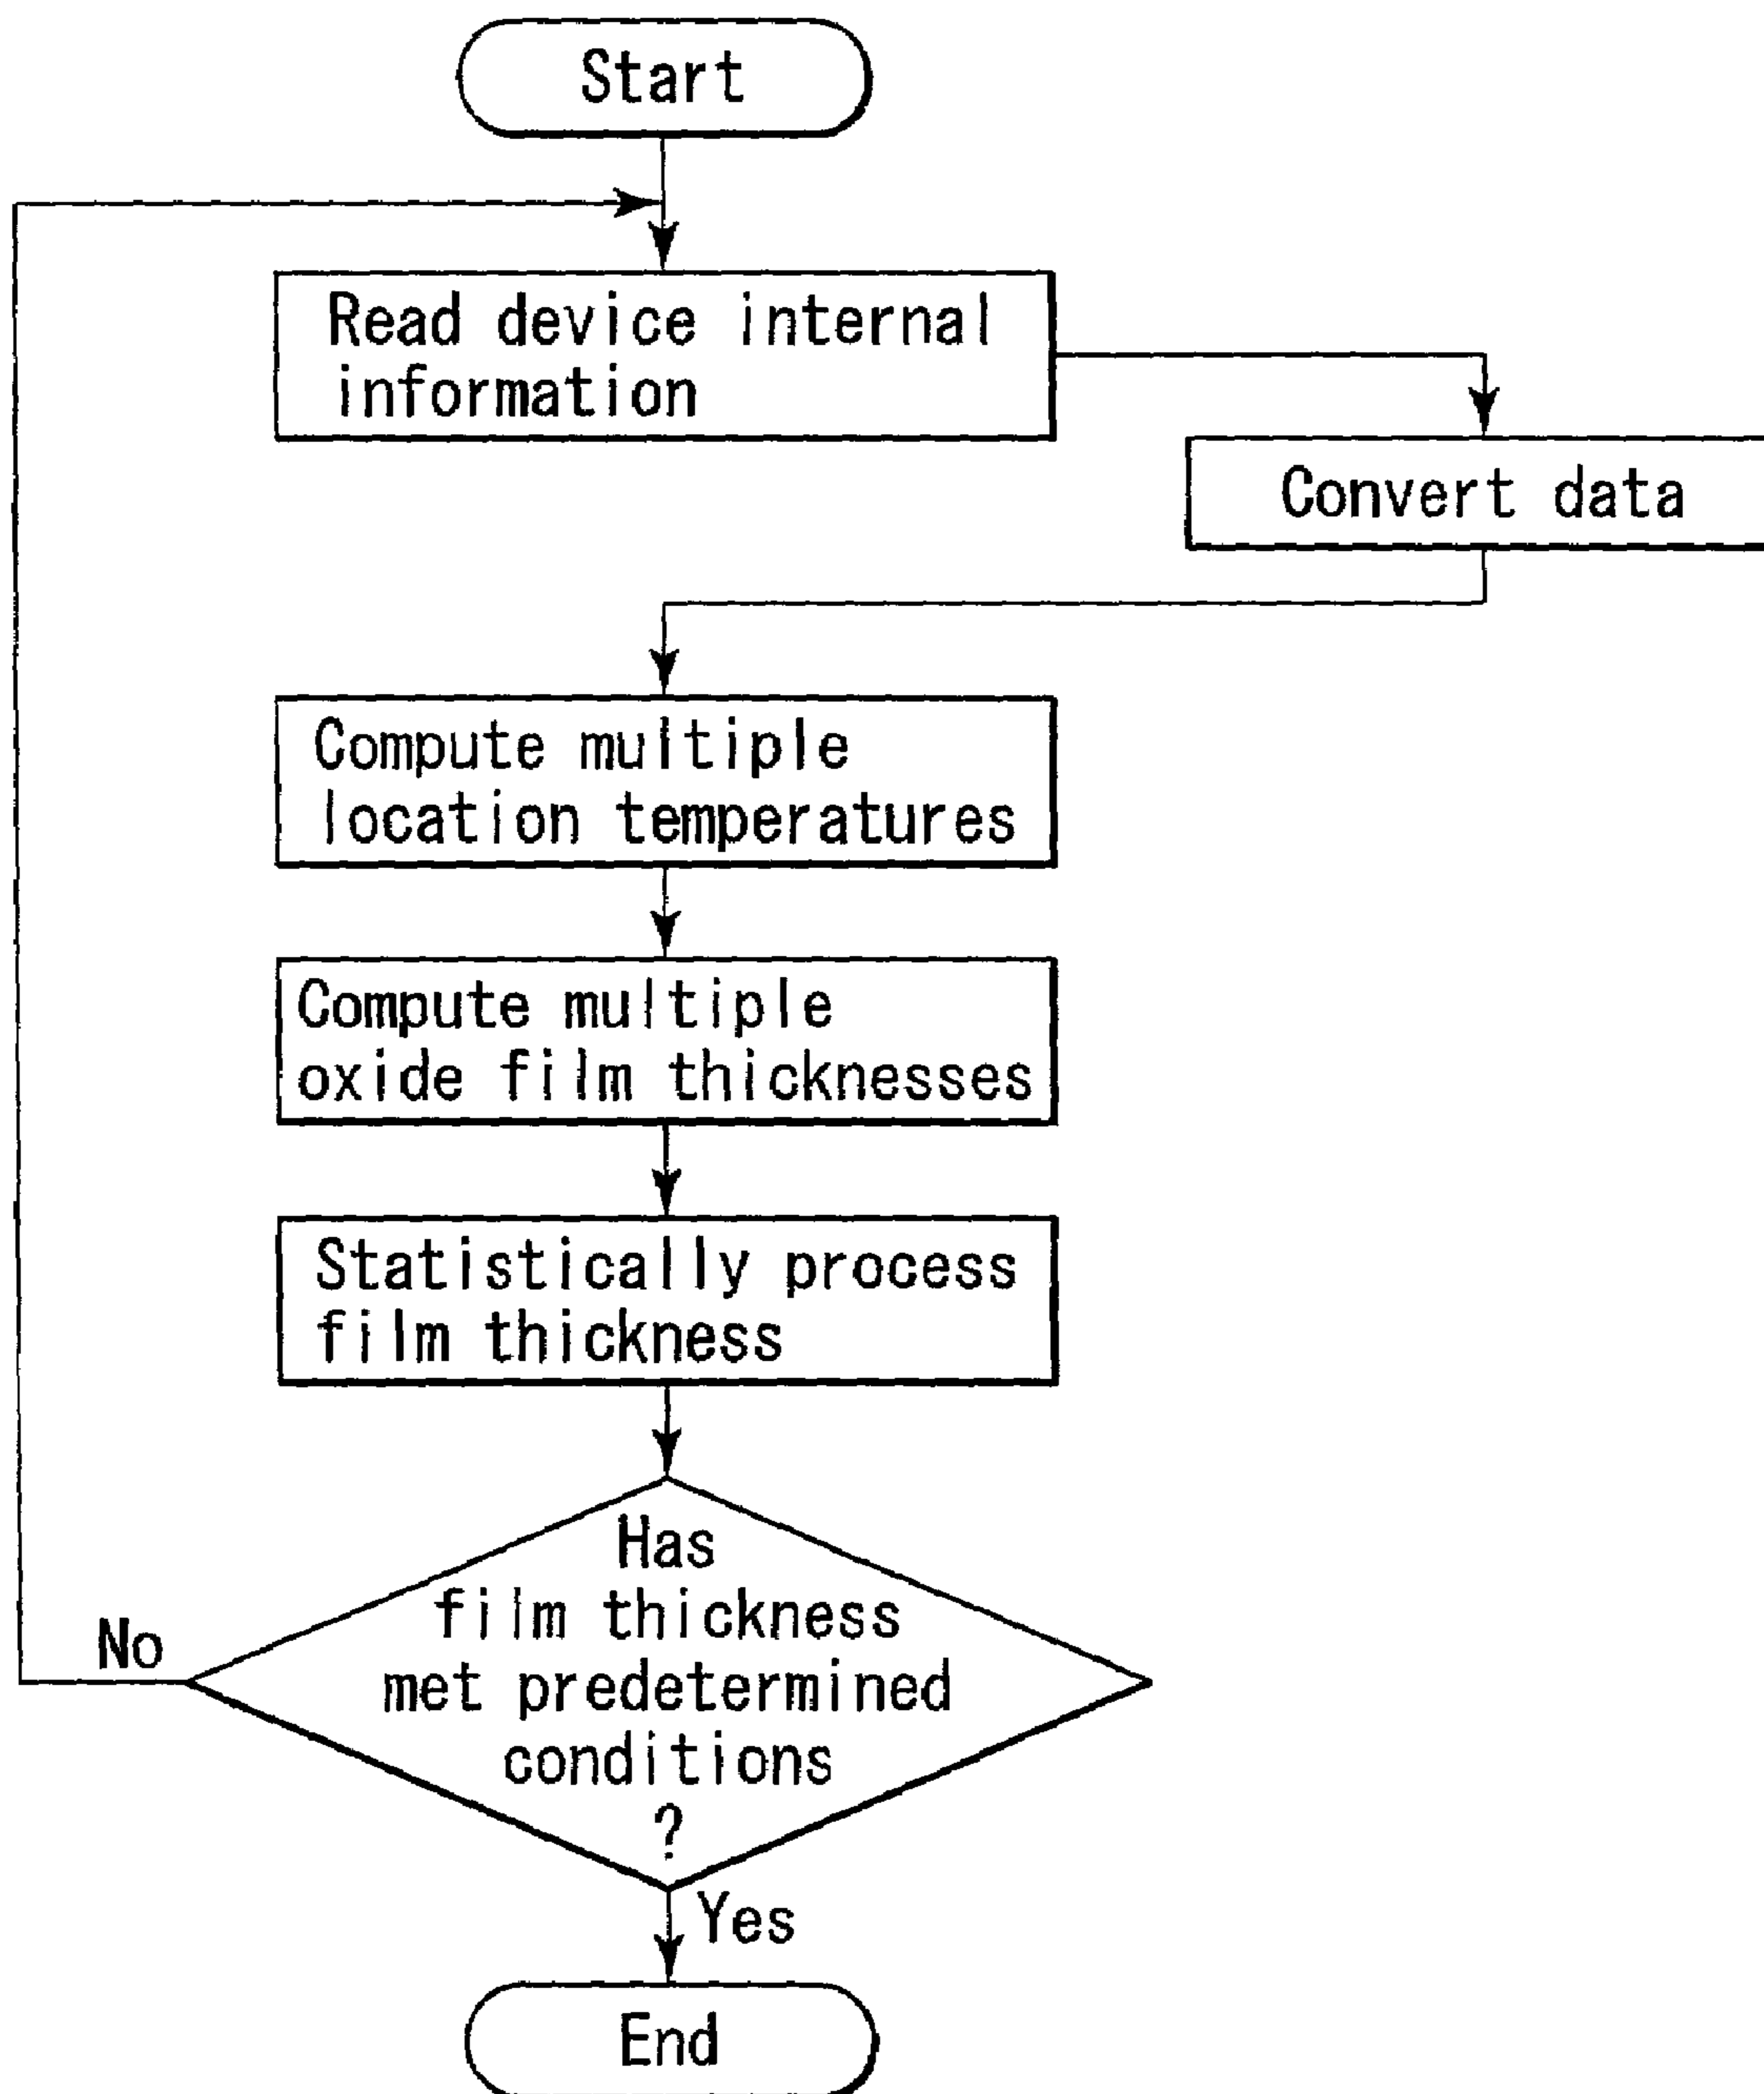 Start
Read device internal
information
Convert data
Compute multiple
location temperatures
Compute multiple
oxide film thicknesses
Statistically process
film thickness
Has
film thickness
met predetermined
conditions
?
No
Yes
End